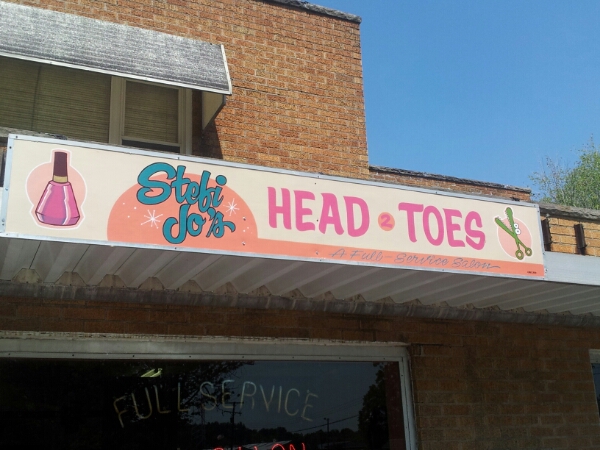 Stefi
Jo's
HEAD 2 TOES
A Full-Service Salon
FULL SERVICE